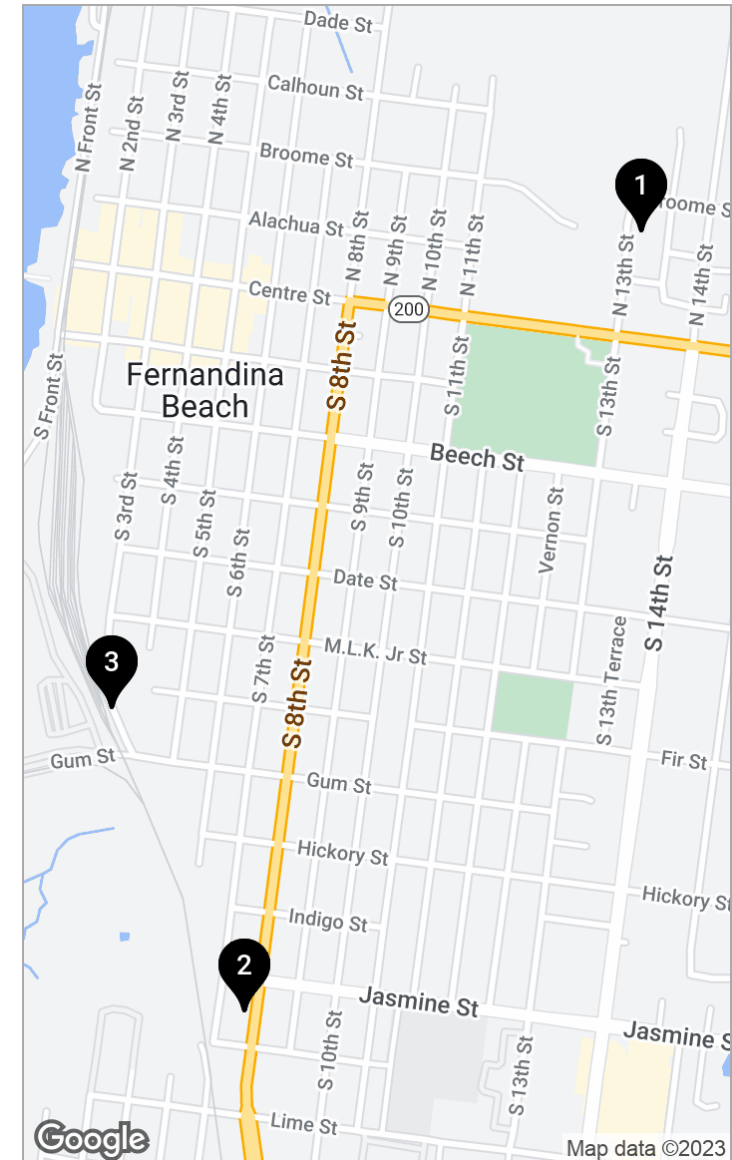 Dade St
Calhoun St
N Front St
N 2nd St
N 3rd St
N 4th St
Broome St
1
Broome S
Alachua St
N 8th St
N 9th St
N 10th St
N 11th St
N 13th St
N 14th St
Centre St
200
S Front St
Fernandina
Beach
S 8th St
S 11th St
S 13th St
Beech St
S 3rd St
S 4th St
S 5th St
S 6th St
S 9th St
S 10th St
Vernon St
Date St
S 14th St
M.L.K. Jr St
3
S 7th St
S 8th St
S 13th Terrace
Gum St
Fir St
Gum St
Hickory St
Hickory St
Indigo St
2
Jasmine St
Jasmine S
S 10th St
S 13th St
Lime St
Google
Map data ©2023